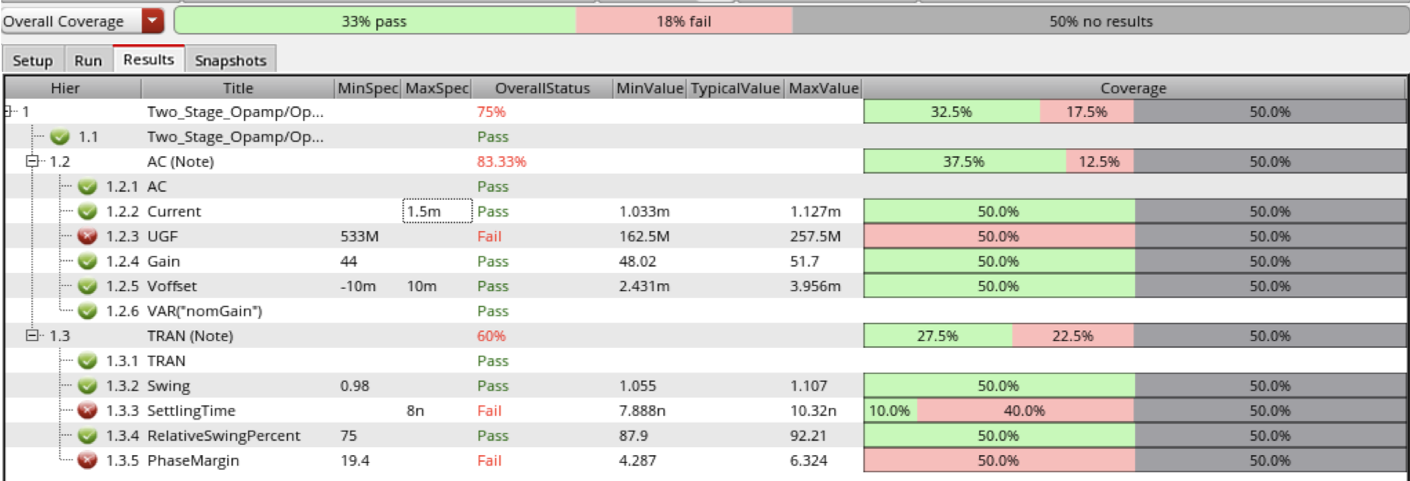 Overall Coverage 33% pass 18% fail 50% no results
Setup Run Results Snapshots
Hier Title MinSpec MaxSpec OverallStatus MinValue TypicalValue MaxValue Coverage
1 Two_Stage_Opamp/Op... 75% 32.5% 17.5% 50.0%
1.1 Two_Stage_Opamp/Op... Pass
1.2 AC (Note) 83.33% 37.5% 12.5% 50.0%
1.2.1 AC Pass
1.2.2 Current 1.5m Pass 1.033m 1.127m 50.0% 50.0%
1.2.3 UGF 533M Fail 162.5M 257.5M 50.0% 50.0%
1.2.4 Gain 44 Pass 48.02 51.7 50.0% 50.0%
1.2.5 Voffset -10m 10m Pass 2.431m 3.956m 50.0% 50.0%
1.2.6 VAR("nomGain") Pass
1.3 TRAN (Note) 60% 27.5% 22.5% 50.0%
1.3.1 TRAN Pass
1.3.2 Swing 0.98 Pass 1.055 1.107 50.0% 50.0%
1.3.3 SettlingTime 8n Fail 7.888n 10.32n 10.0% 40.0% 50.0%
1.3.4 RelativeSwingPercent 75 Pass 87.9 92.21 50.0% 50.0%
1.3.5 PhaseMargin 19.4 Fail 4.287 6.324 50.0% 50.0%